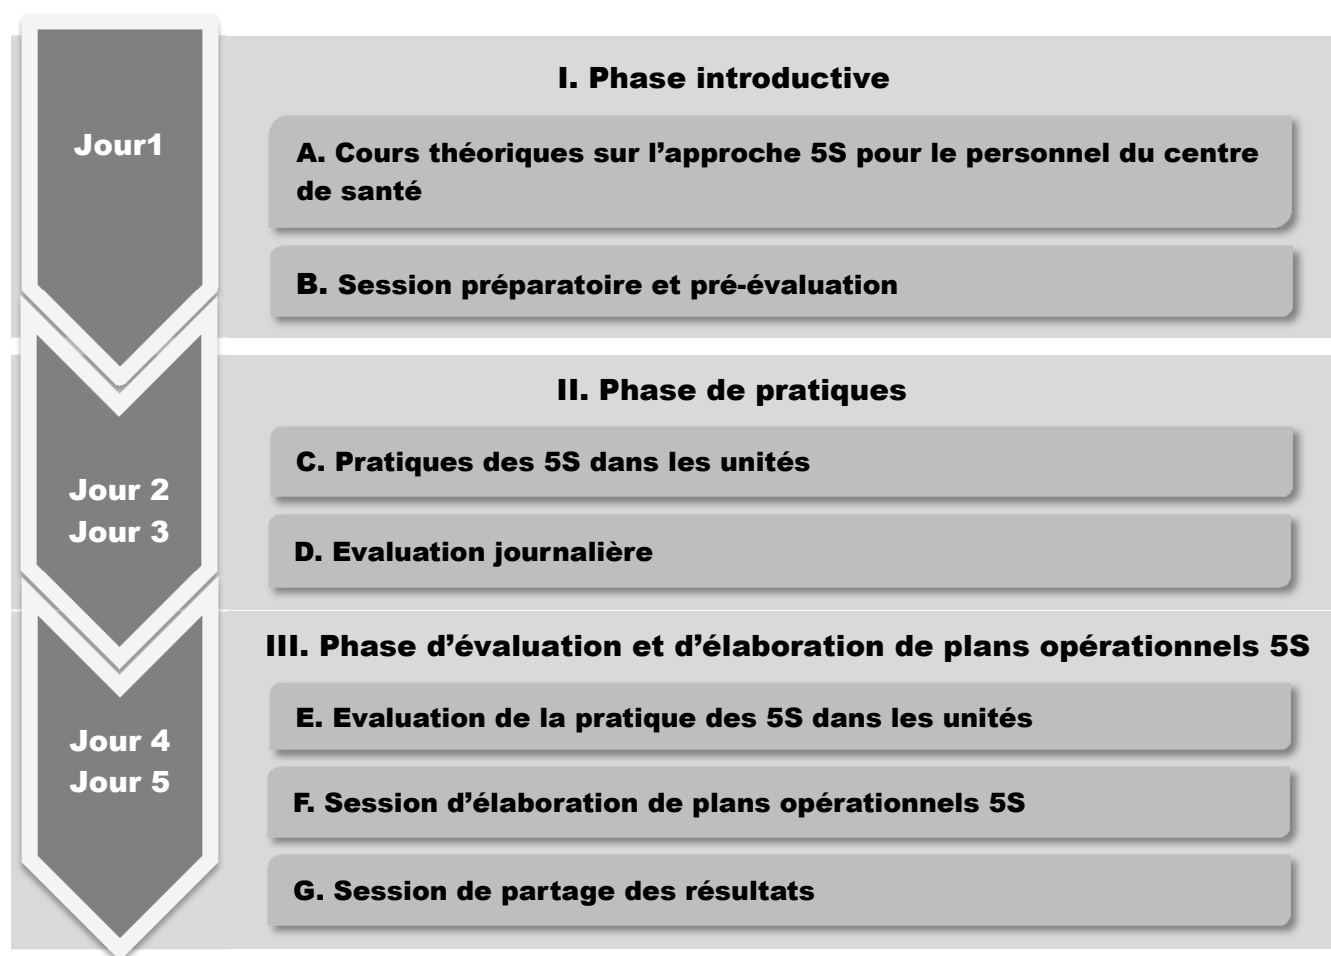 Jour1
I. Phase introductive
A. Cours théoriques sur l’approche 5S pour le personnel du centre
de santé
B. Session préparatoire et pré-évaluation
Jour 2
Jour 3
II. Phase de pratiques
C. Pratiques des 5S dans les unités
D. Evaluation journalière
Jour 4
Jour 5
III. Phase d’évaluation et d’élaboration de plans opérationnels 5S
E. Evaluation de la pratique des 5S dans les unités
F. Session d’élaboration de plans opérationnels 5S
G. Session de partage des résultats